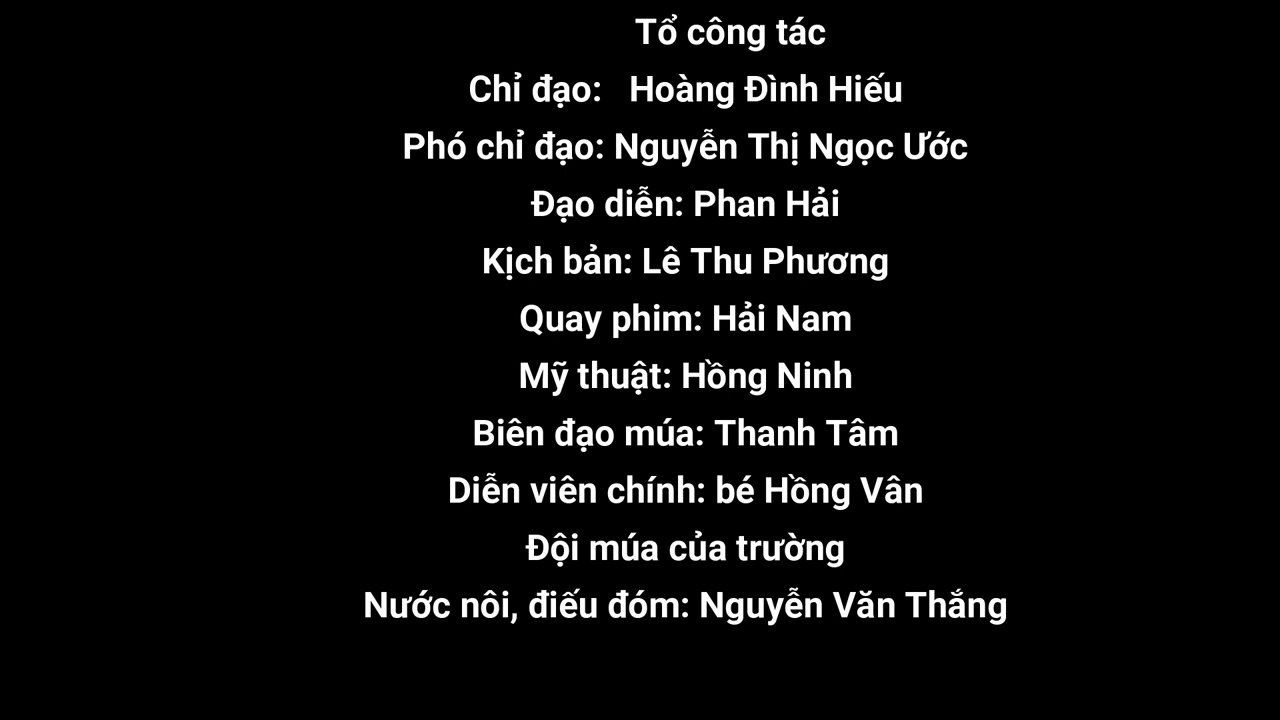 Tổ công tác
Chỉ đạo: Hoàng Đình Hiếu
Phó chỉ đạo: Nguyễn Thị Ngọc Ước
Đạo diễn: Phan Hải
Kịch bản: Lê Thu Phương
Quay phim: Hải Nam
Mỹ thuật: Hồng Ninh
Biên đạo múa: Thanh Tâm
Diễn viên chính: bé Hồng Vân
Đội múa của trường
Nước nôi, điếu đóm: Nguyễn Văn Thắng